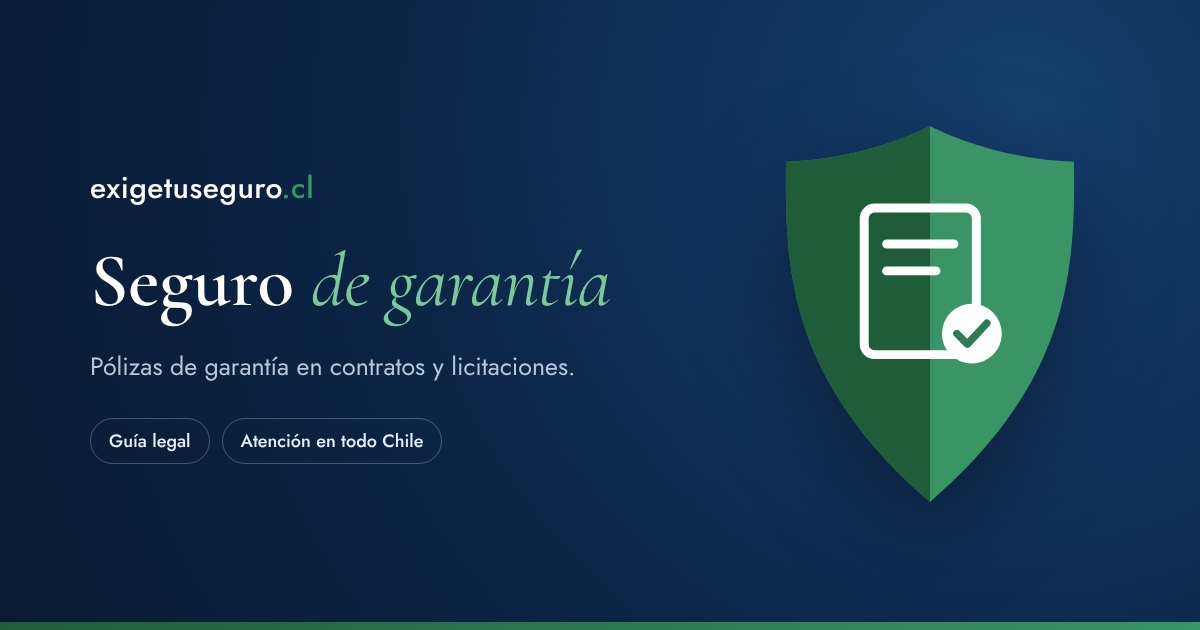 exigetuseguro.cl
Seguro de garantía
Pólizas de garantía en contratos y licitaciones.
Guía legal
Atención en todo Chile